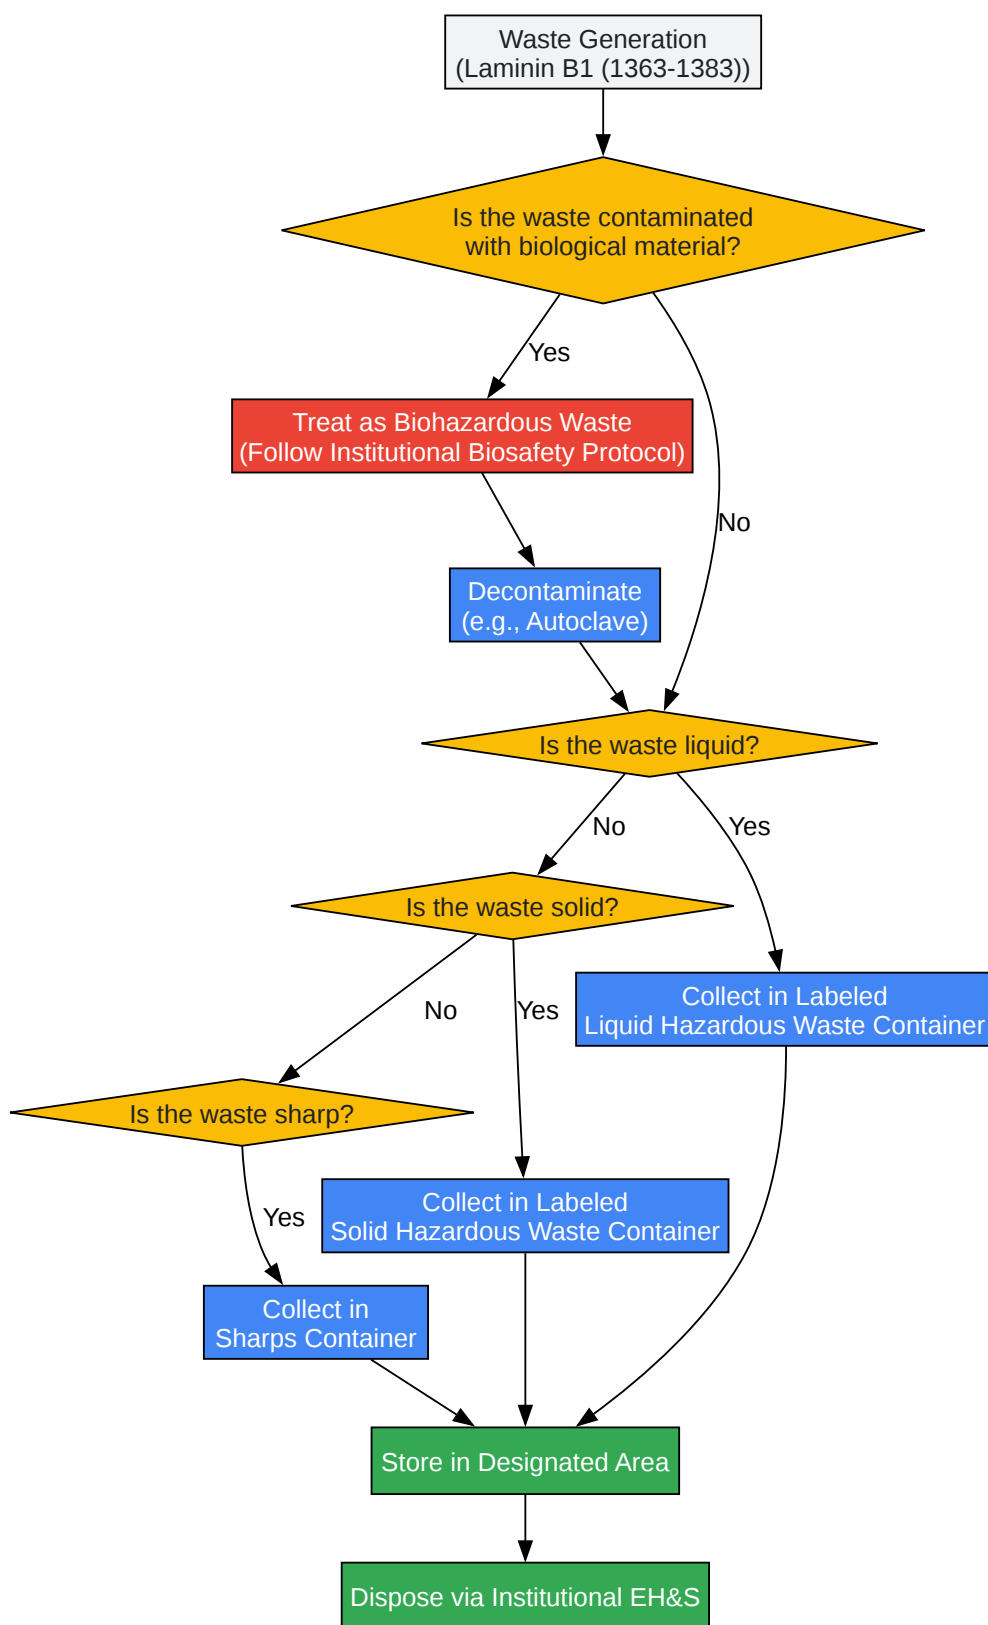 Waste Generation
(Laminin B1 (1363-1383))
Is the waste contaminated
with biological material?
Yes
Treat as Biohazardous Waste
(Follow Institutional Biosafety Protocol)
No
Decontaminate
(e.g., Autoclave)
Is the waste liquid?
No
Yes
Is the waste solid?
Collect in Labeled
Liquid Hazardous Waste Container
No
Yes
Is the waste sharp?
Collect in Labeled
Solid Hazardous Waste Container
Yes
Collect in
Sharps Container
Store in Designated Area
Dispose via Institutional EH&S